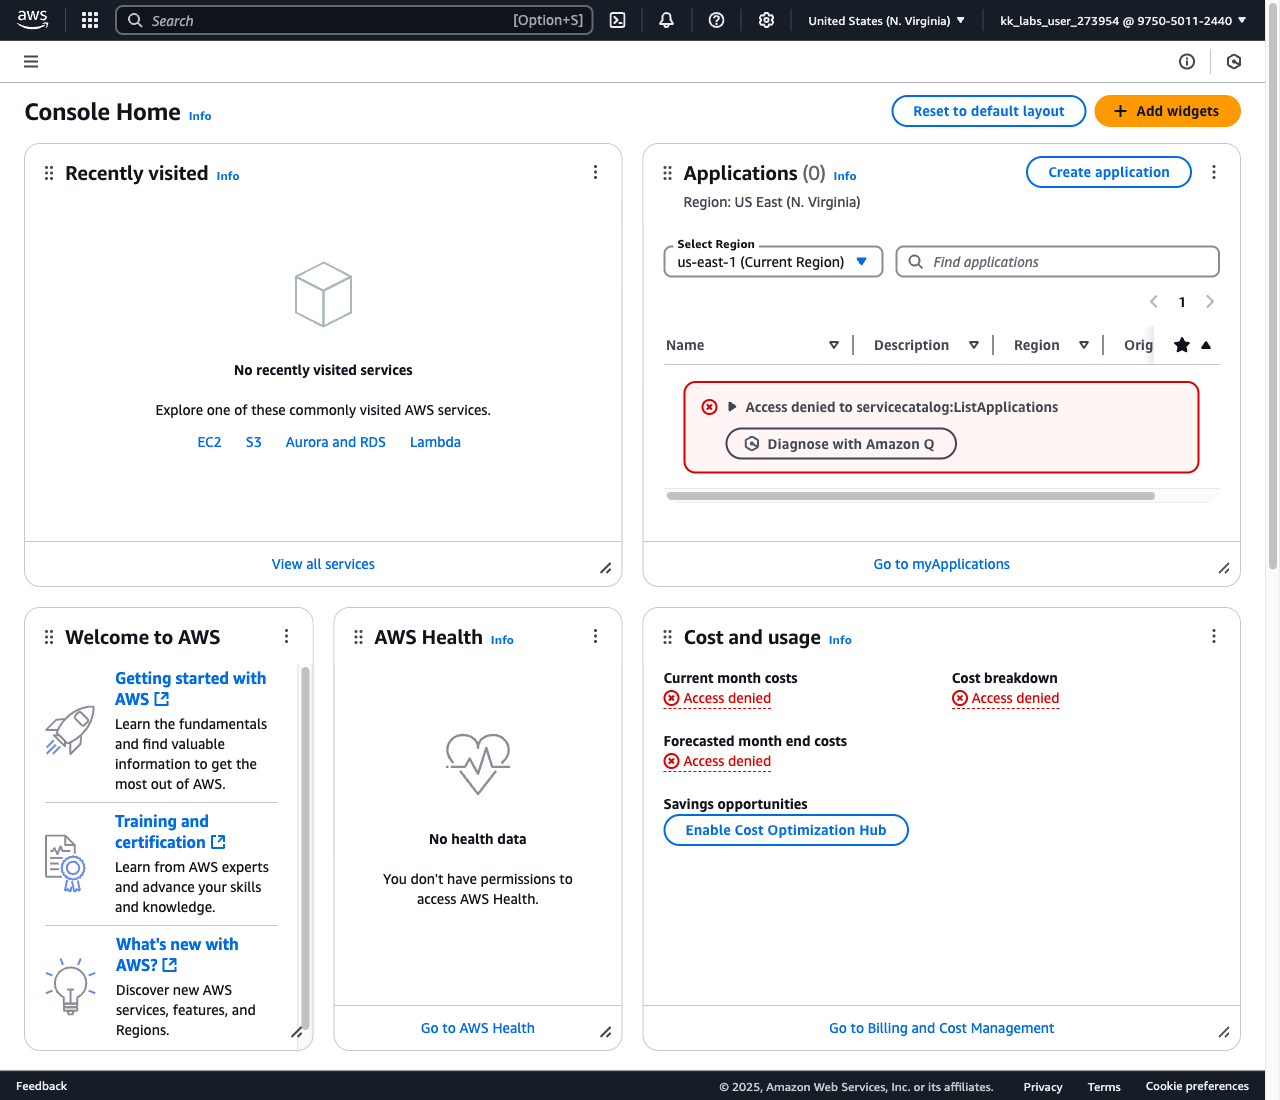 aws
Search [Option+S]
United States (N. Virginia)
kk_labs_user_273954 @ 9750-5011-2440
Console Home Info
Reset to default layout
Add widgets
Recently visited Info
No recently visited services
Explore one of these commonly visited AWS services.
EC2 S3 Aurora and RDS Lambda
View all services
Applications (0) Info
Create application
Region: US East (N. Virginia)
Select Region
us-east-1 (Current Region)
Find applications
1
Name Description Region Orig
Access denied to servicecatalog:ListApplications
Diagnose with Amazon Q
Go to myApplications
Welcome to AWS
Getting started with
AWS
Learn the fundamentals
and find valuable
information to get the
most out of AWS.
Training and
certification
Learn from AWS experts
and advance your skills
and knowledge.
What's new with
AWS?
Discover new AWS
services, features, and
Regions.
AWS Health Info
No health data
You don't have permissions to
access AWS Health.
Go to AWS Health
Cost and usage Info
Current month costs
Access denied
Cost breakdown
Access denied
Forecasted month end costs
Access denied
Savings opportunities
Enable Cost Optimization Hub
Go to Billing and Cost Management
Feedback
© 2025, Amazon Web Services, Inc. or its affiliates.
Privacy Terms Cookie preferences